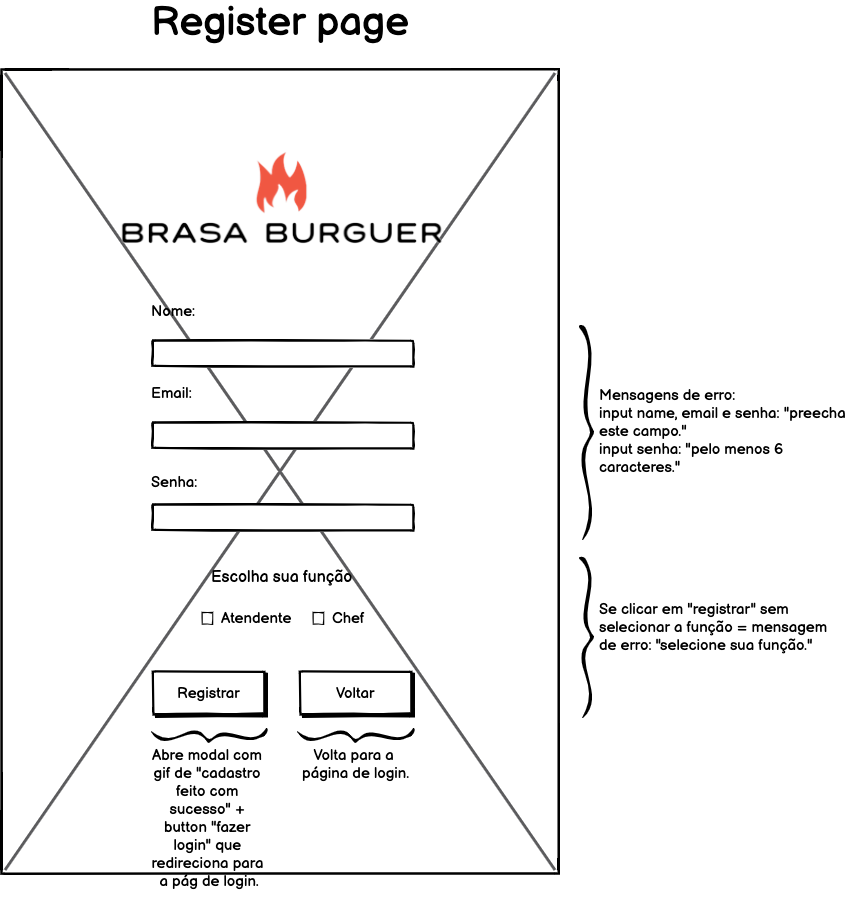 Register page
BRASA BURGUER
Nome:
Email:
Senha:
Mensagens de erro:
input name, email e senha: "preecha
este campo."
input senha: "pelo menos 6
caracteres."
Escolha sua função
Atendente
Chef
Se clicar em "registrar" sem
selecionar a função = mensagem
de erro: "selecione sua função."
Registrar
Voltar
Abre modal com
gif de "cadastro
feito com
sucesso" +
button "fazer
login" que
redireciona para
a pág de login.
Volta para a
página de login.